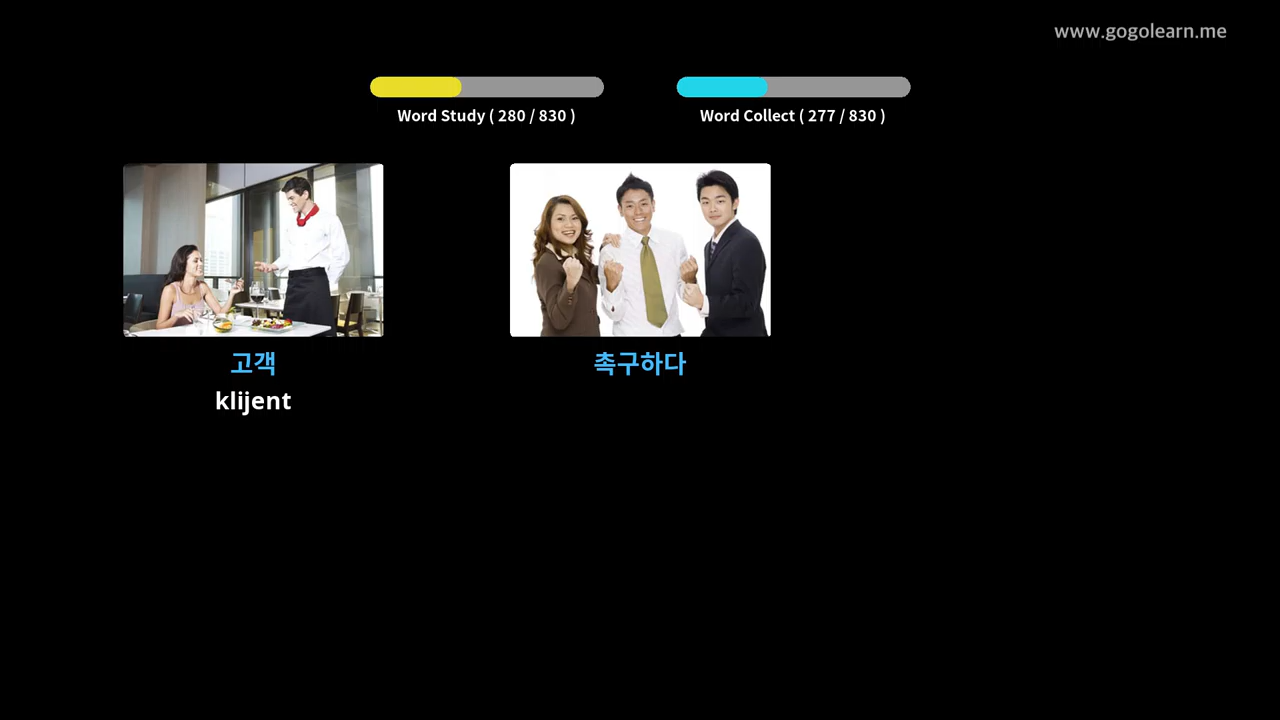 www.gogolearn.me
Word Study ( 280 / 830 )
Word Collect ( 277 / 830 )
고객
klijent
촉구하다